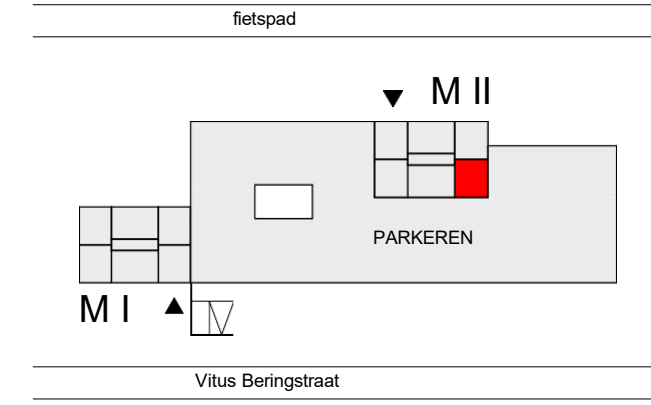 fietspad
M II
PARKEREN
M I
Vitus Beringstraat